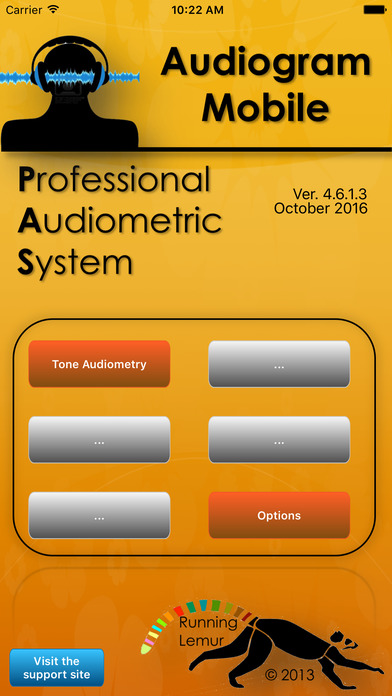 Carrier 10:22 AM
Audiogram
Mobile
Professional
Audiometric
System
Ver. 4.6.1.3
October 2016
Tone Audiometry ...
... ...
... Options
Running
Lemur
© 2013
Visit the
support site